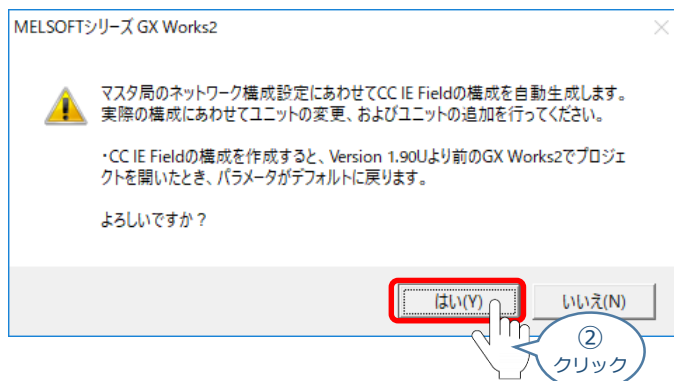 MELSOFTシリーズ GX Works2
マスタ局のネットワーク構成設定にあわせてCC IE Fieldの構成を自動生成します。
実際の構成にあわせてユニットの変更、およびユニットの追加を行ってください。
・CC IE Fieldの構成を作成すると、Version 1.90Uより前のGX Works2でプロジェ
クトを開いたとき、パラメータがデフォルトに戻ります。
よろしいですか？
はい(Y)
いいえ(N)
②
クリック